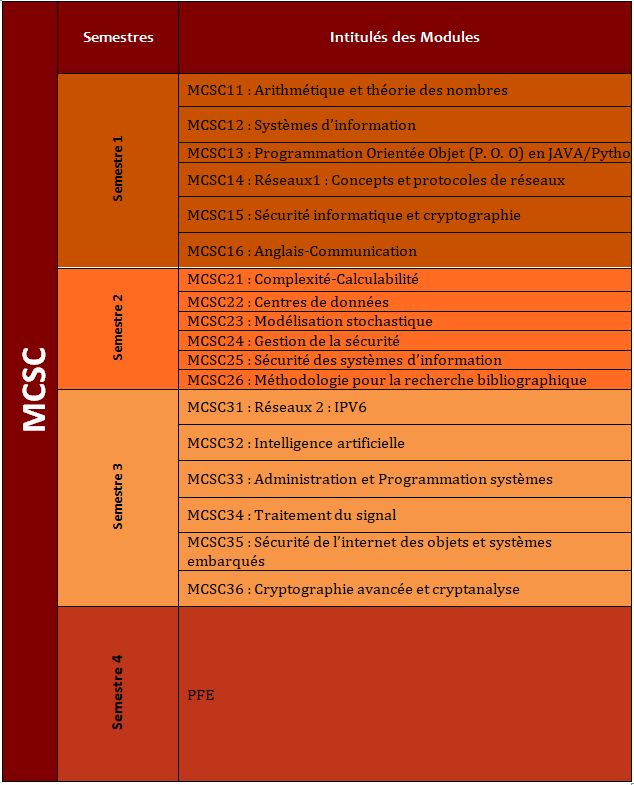 MCSC
Semestres
Intitulés des Modules
Semestre 1
MCSC11 : Arithmétique et théorie des nombres
MCSC12 : Systèmes d’information
MCSC13 : Programmation Orientée Objet (P. O. O) en JAVA/Pytho
MCSC14 : Réseaux1 : Concepts et protocoles de réseaux
MCSC15 : Sécurité informatique et cryptographie
MCSC16 : Anglais-Communication
Semestre 2
MCSC21 : Complexité-Calculabilité
MCSC22 : Centres de données
MCSC23 : Modélisation stochastique
MCSC24 : Gestion de la sécurité
MCSC25 : Sécurité des systèmes d’information
MCSC26 : Méthodologie pour la recherche bibliographique
Semestre 3
MCSC31 : Réseaux 2 : IPV6
MCSC32 : Intelligence artificielle
MCSC33 : Administration et Programmation systèmes
MCSC34 : Traitement du signal
MCSC35 : Sécurité de l’internet des objets et systèmes
embarqués
MCSC36 : Cryptographie avancée et cryptanalyse
Semestre 4
PFE